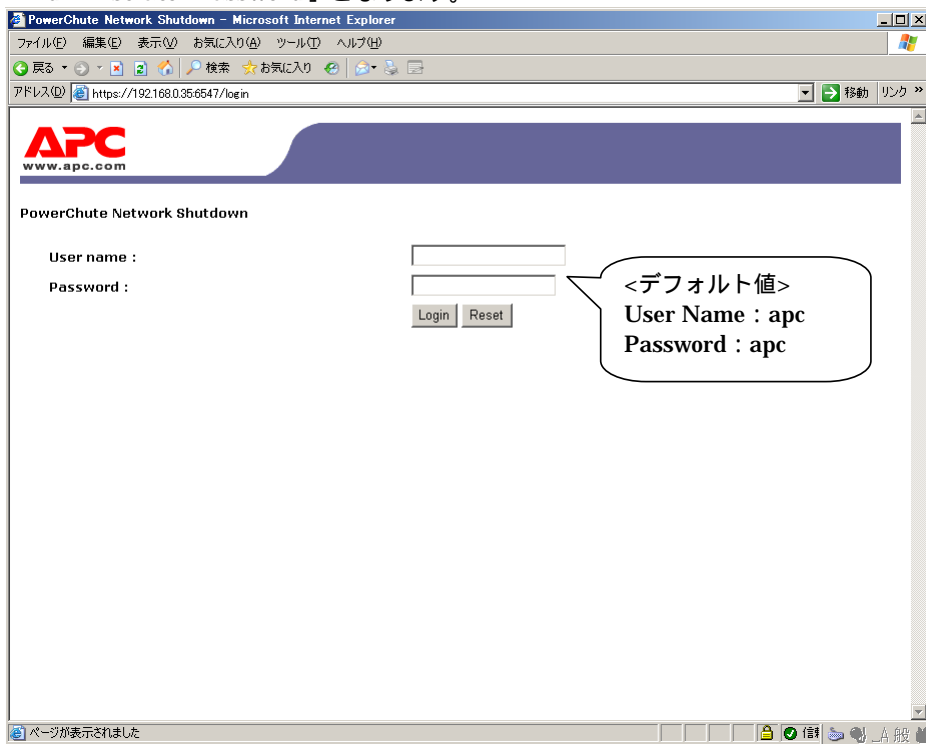 PowerChute Network Shutdown - Microsoft Internet Explorer
ファイル(F) 編集(E) 表示(V) お気に入り(A) ツール(T) ヘルプ(H)
戻る 検索 お気に入り
アドレス(D) https://192.168.0.35:6547/login 移動 リンク »
APC
www.apc.com
PowerChute Network Shutdown
User name :
Password :
Login Reset
<デフォルト値>
User Name：apc
Password：apc
ページが表示されました
A 般